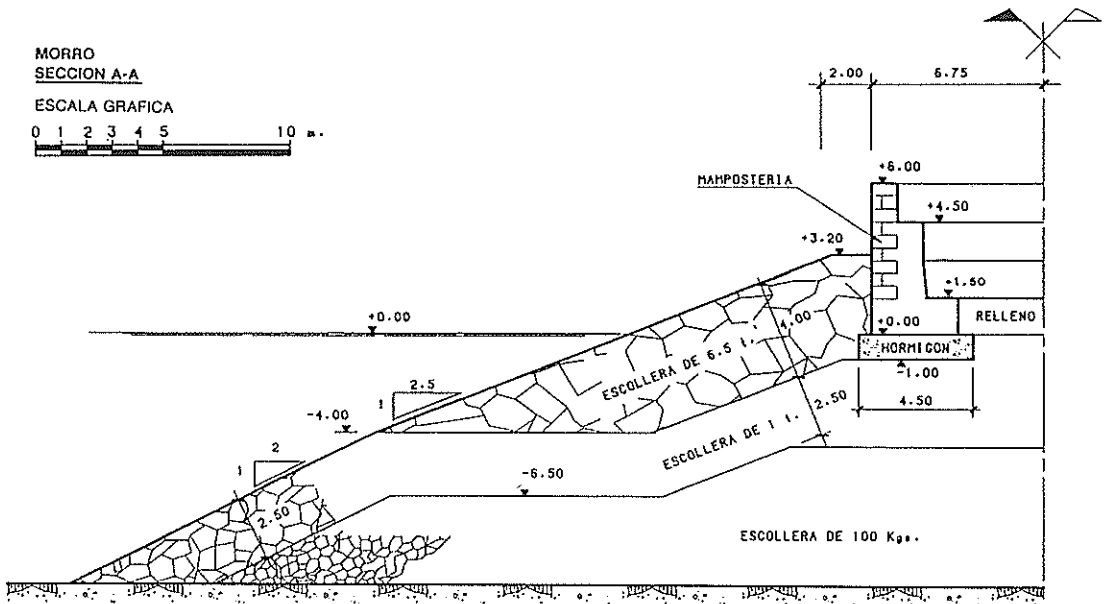 MORRO
SECCION A-A
ESCALA GRAFICA
0 1 2 3 4 5 10 m.
2.00 6.75
+6.00
MAMPOSTERIA
+4.50
+3.20
+1.50
RELLENO
+0.00
+0.00
HORMIGON
-1.00
4.50
4.00
ESCOLLERA DE 6.5 t.
2.5
1
-4.00
2.50
ESCOLLERA DE 1 t.
2
1
-6.50
2.50
ESCOLLERA DE 100 Kgs.